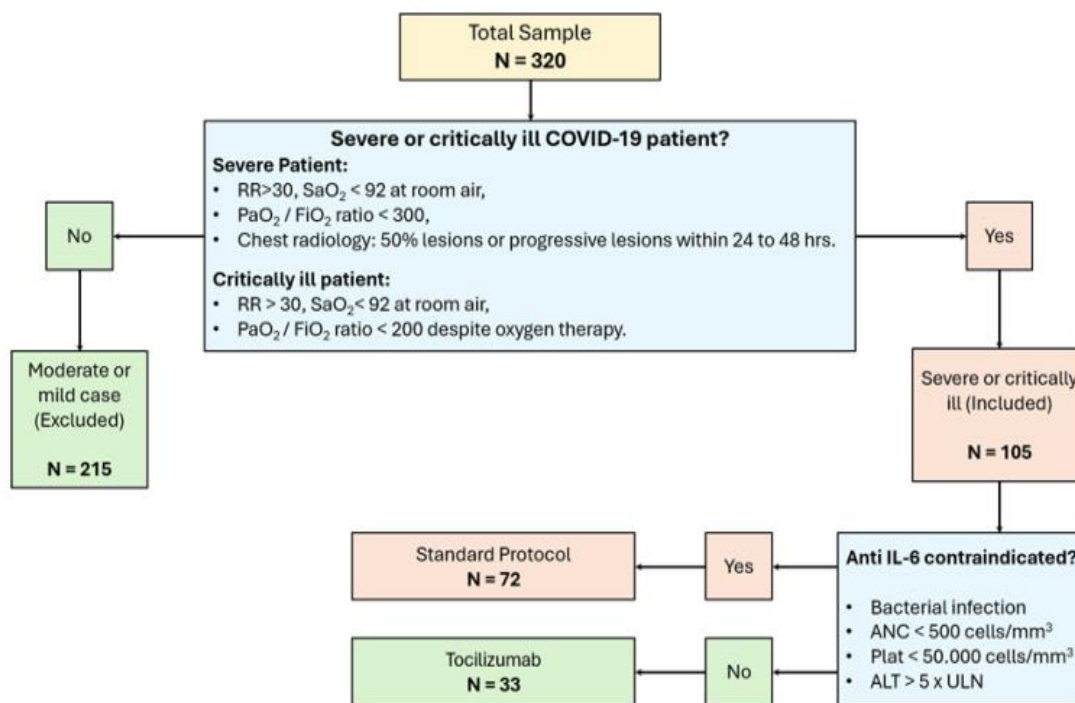 Total Sample
N = 320
Severe or critically ill COVID-19 patient?
Severe Patient:
• RR>30, SaO₂ < 92 at room air,
• PaO₂ / FiO₂ ratio < 300,
• Chest radiology: 50% lesions or progressive lesions within 24 to 48 hrs.
Critically ill patient:
• RR > 30, SaO₂< 92 at room air,
• PaO₂ / FiO₂ ratio < 200 despite oxygen therapy.
No
Yes
Moderate or
mild case
(Excluded)
N = 215
Severe or critically
ill (Included)
N = 105
Anti IL-6 contraindicated?
• Bacterial infection
• ANC < 500 cells/mm³
• Plat < 50.000 cells/mm³
• ALT > 5 x ULN
Yes
Standard Protocol
N = 72
No
Tocilizumab
N = 33